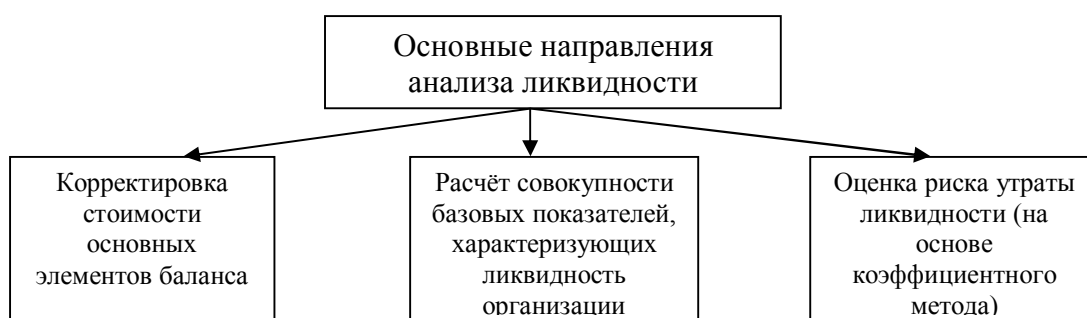 Основные направления
анализа ликвидности
Корректировка
стоимости
основных
элементов баланса
Расчёт совокупности
базовых показателей,
характеризующих
ликвидность
организации
Оценка риска утраты
ликвидности (на
основе
коэффициентного
метода)